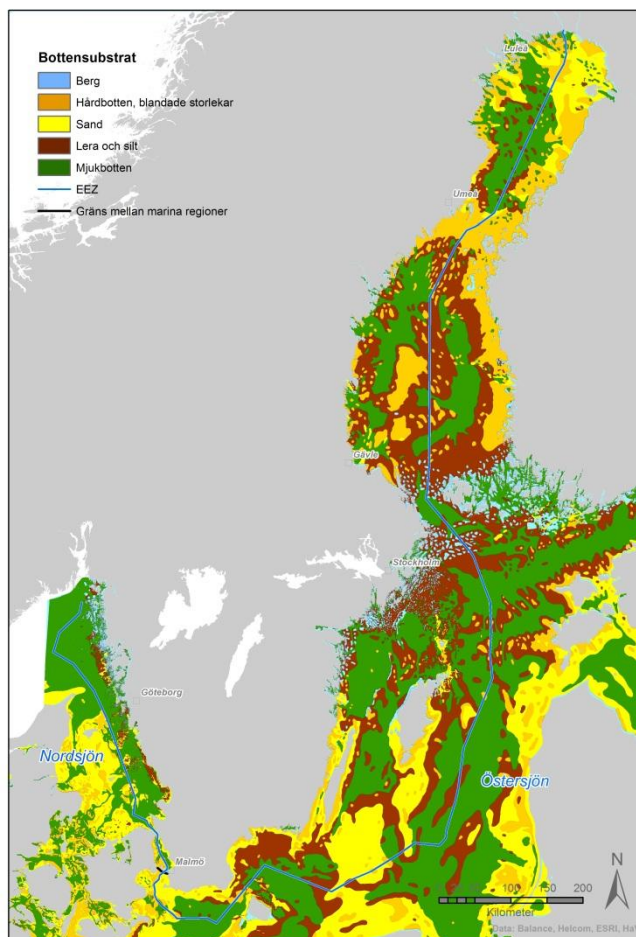 Bottensubstrat
Berg
Hårdbotten, blandade storlekar
Sand
Lera och silt
Mjukbotten
EEZ
Gräns mellan marina regioner
Luleå
Umeå
Gävle
Stockholm
Göteborg
Nordsjön
Östersjön
Malmö
N
100
150
200
Kilometer
Data: Balance, Helcom, ESRI,